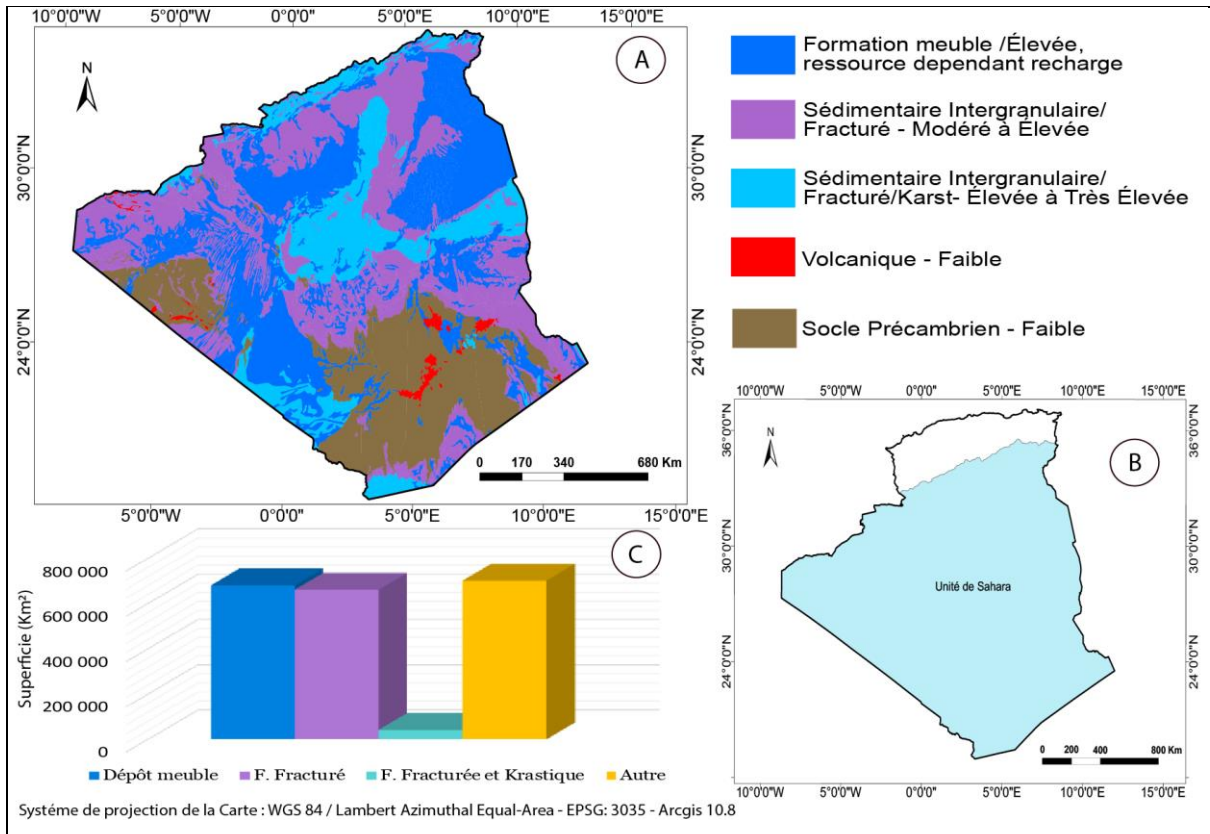 10°0'0"W 5°0'0"W 0°0'0" 5°0'0"E 10°0'0"E 15°0'0"E
A
N
30°0'0"N
24°0'0"N
0 170 340 680 Km
5°0'0"W 0°0'0" 5°0'0"E 10°0'0"E 15°0'0"E
Formation meuble /Élevée,
ressource dependant recharge
Sédimentaire Intergranulaire/
Fracturé - Modéré à Élevée
Sédimentaire Intergranulaire/
Fracturé/Karst- Élevée à Très Élevée
Volcanique - Faible
Socle Précambrien - Faible
10°0'0"W 5°0'0"W 0°0'0" 5°0'0"E 10°0'0"E 15°0'0"E
B
N
36°0'0"N
30°0'0"N
24°0'0"N
36°0'0"N
30°0'0"N
24°0'0"N
Unité de Sahara
0 200 400 800 Km
10°0'0"W 5°0'0"W 0°0'0" 5°0'0"E 10°0'0"E 15°0'0"E
C
Superficie (Km²)
800 000
600 000
400 000
200 000
0
Dépôt meuble F. Fracturé F. Fracturée et Krastique Autre
Systéme de projection de la Carte : WGS 84 / Lambert Azimuthal Equal-Area - EPSG: 3035 - Arcgis 10.8